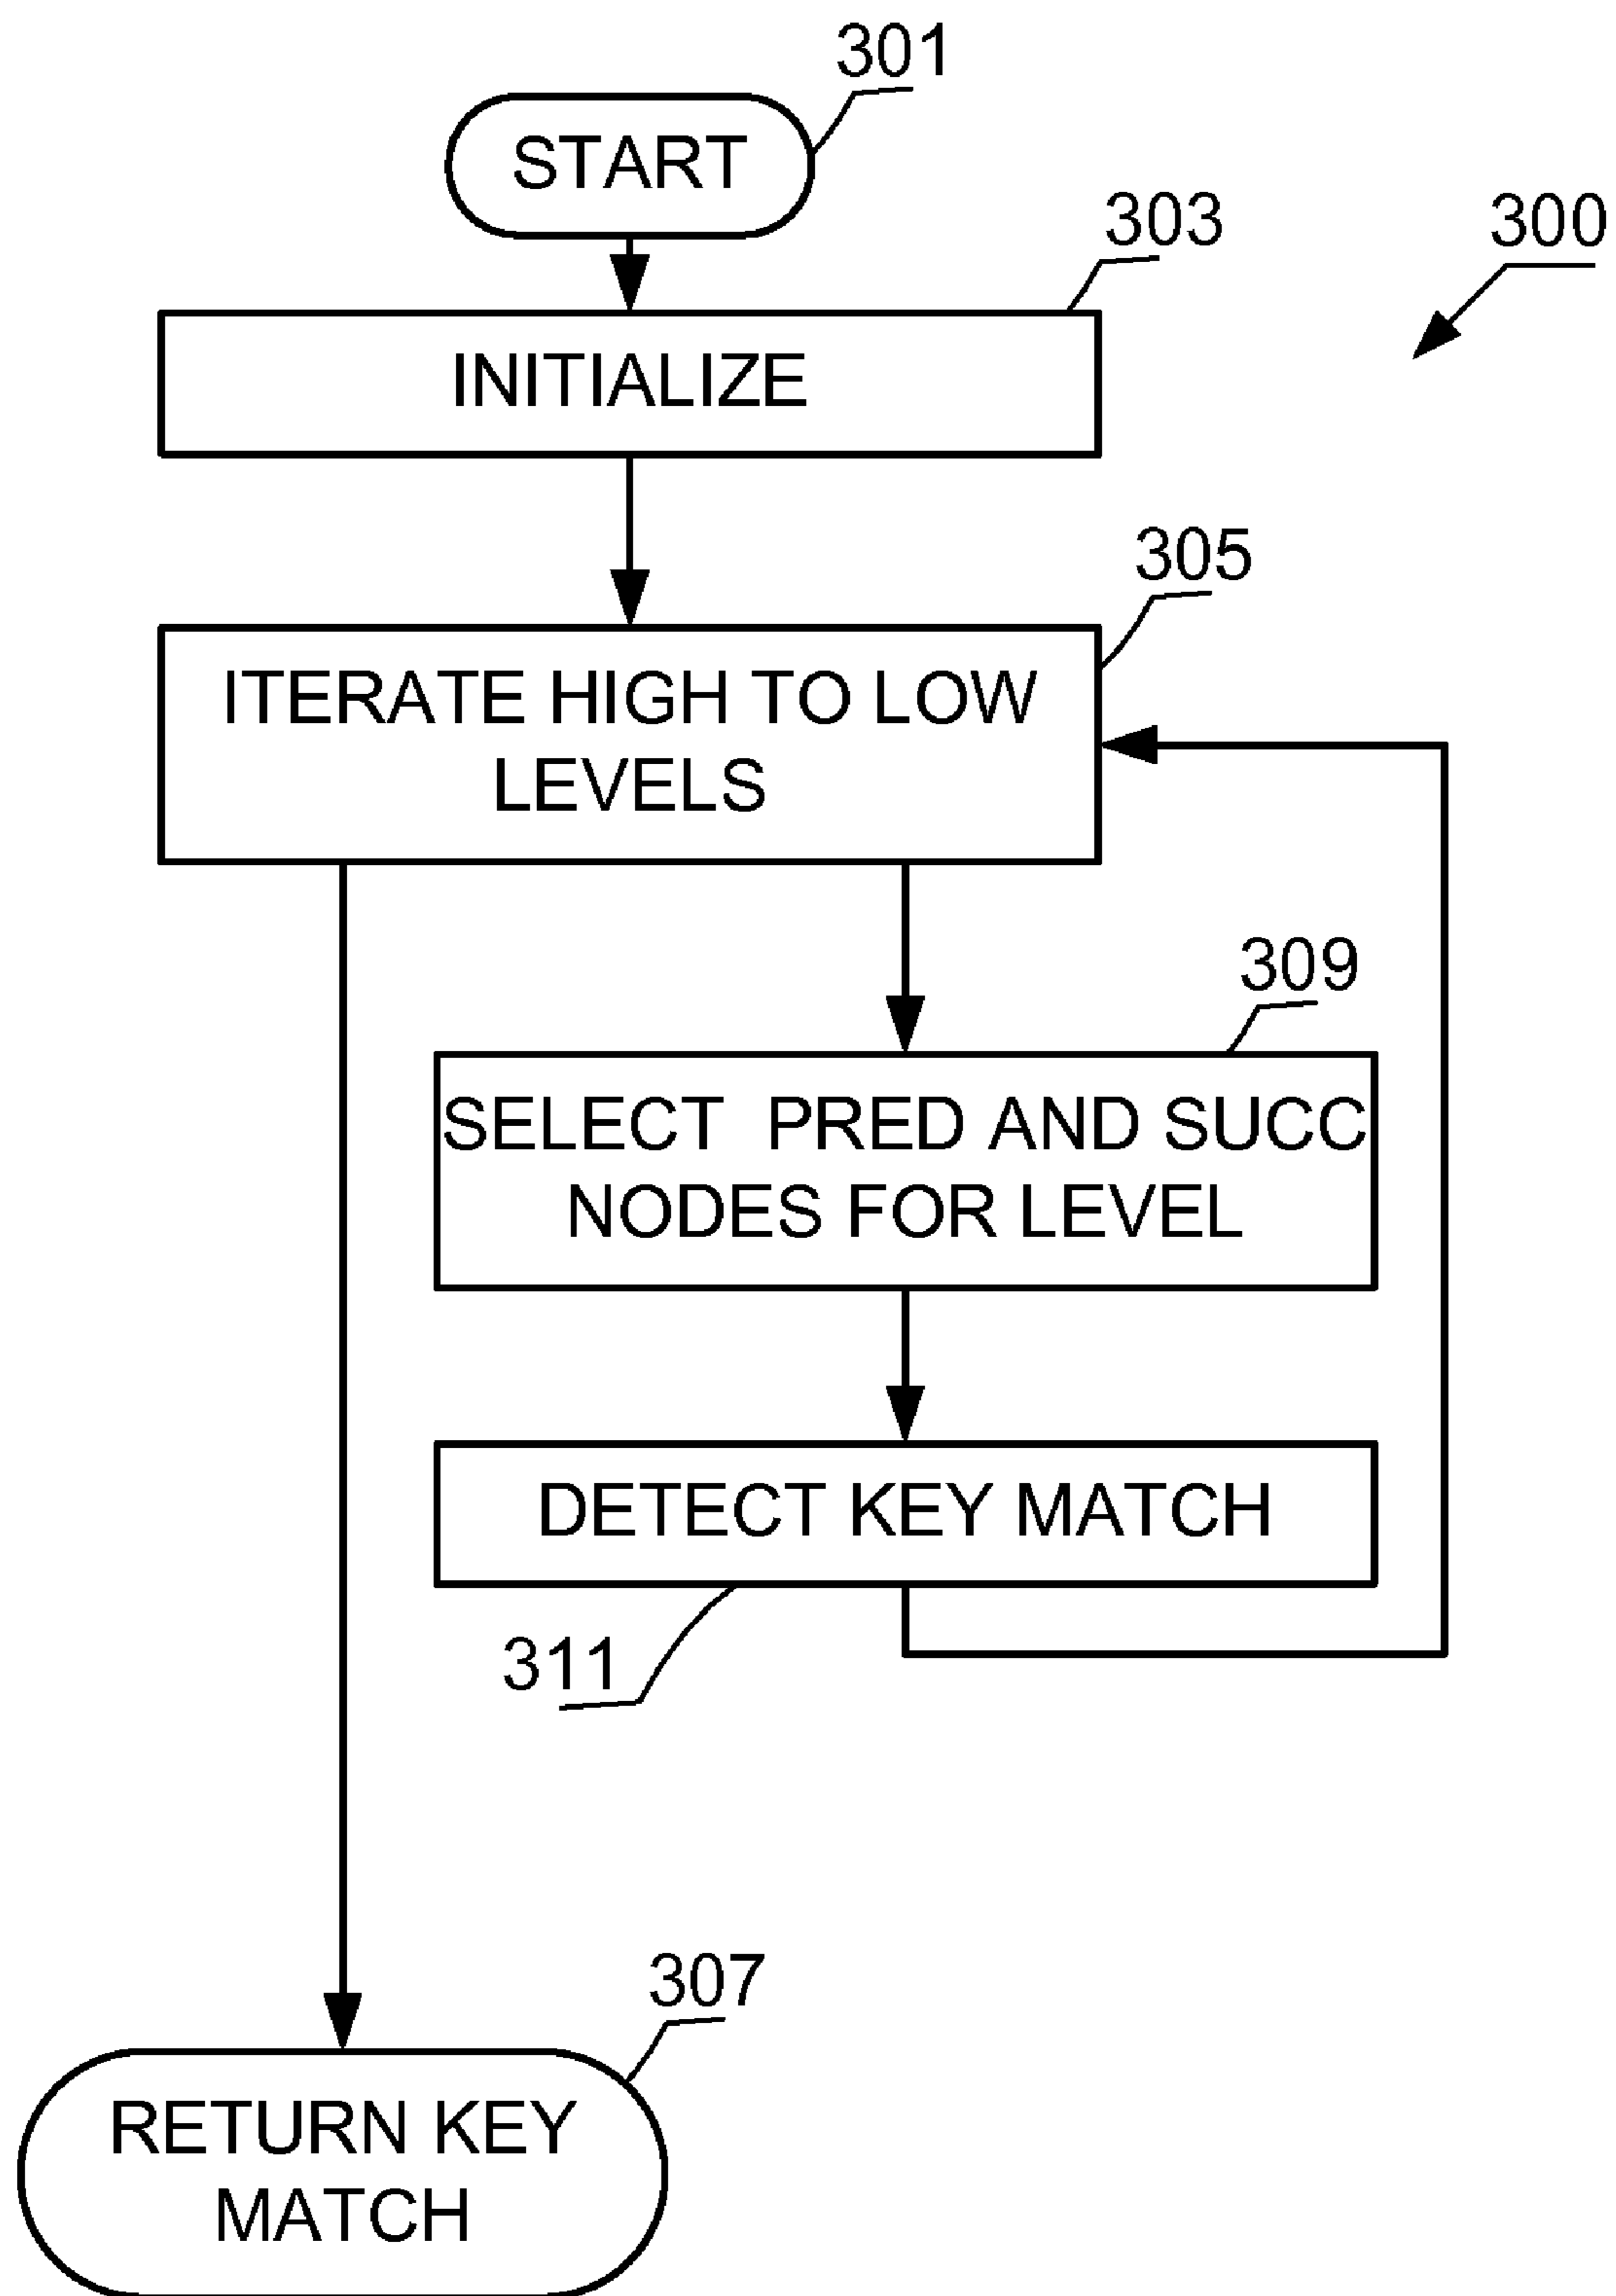 301
START
303
300
INITIALIZE
305
ITERATE HIGH TO LOW
LEVELS
309
SELECT PRED AND SUCC
NODES FOR LEVEL
DETECT KEY MATCH
311
307
RETURN KEY
MATCH